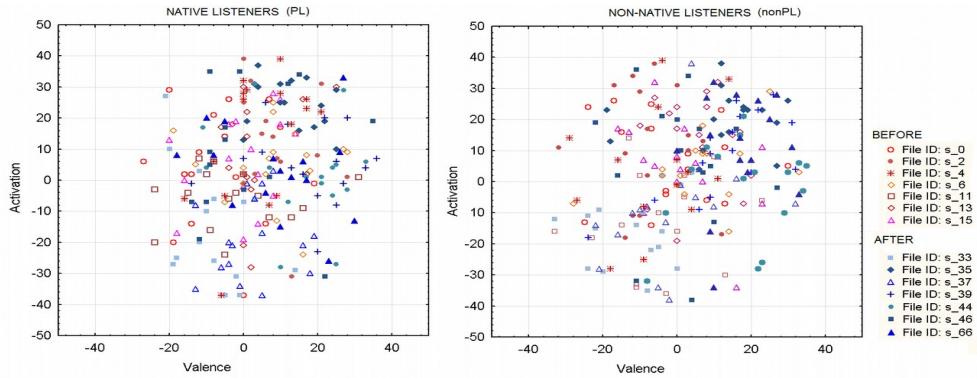 NATIVE LISTENERS (PL)
50
40
30
20
10
0
-10
-20
-30
-40
-50
Activation
-40
-20
0
20
40
Valence
NON-NATIVE LISTENERS (nonPL)
50
40
30
20
10
0
-10
-20
-30
-40
-50
Activation
-40
-20
0
20
40
Valence
BEFORE
File ID: s_0
File ID: s_2
File ID: s_4
File ID: s_61
File ID: s_11
File ID: s_13
File ID: s_15
AFTER
File ID: s_33
File ID: s_35
File ID: s_37
File ID: s_39
File ID: s_44
File ID: s_46
File ID: s_66